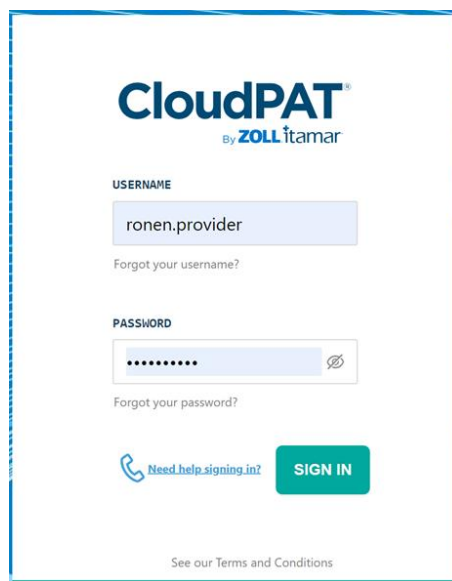 CloudPAT®
By ZOLL itamar
USERNAME
ronen.provider
Forgot your username?
PASSWORD
••••••••••
Forgot your password?
Need help signing in?
SIGN IN
See our Terms and Conditions